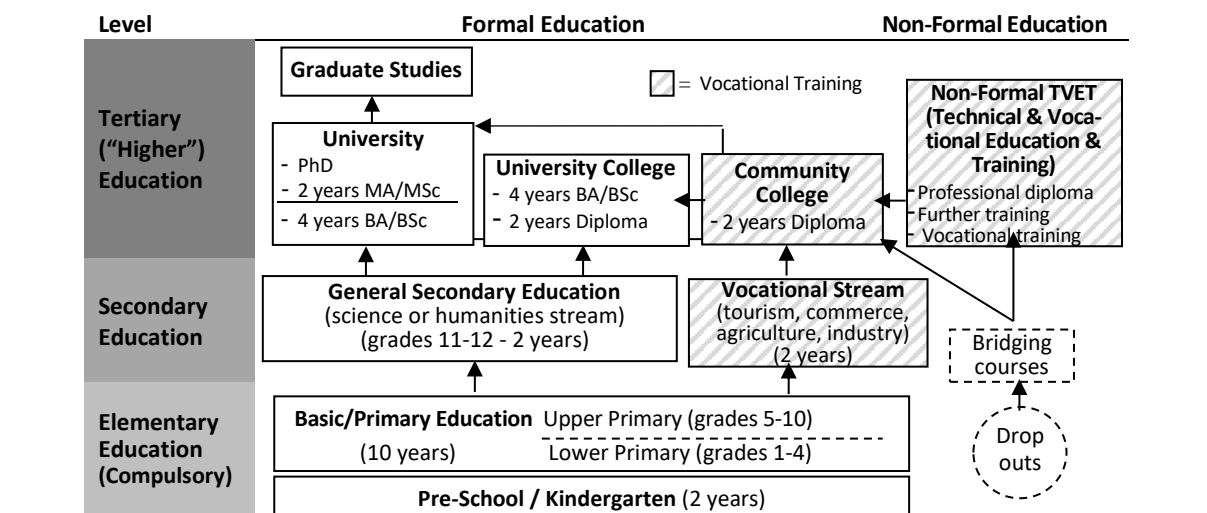 Level
Formal Education
Non-Formal Education
Tertiary
("Higher")
Education
Graduate Studies
= Vocational Training
University
- PhD
- 2 years MA/MSc
- 4 years BA/BSc
University College
- 4 years BA/BSc
- 2 years Diploma
Community
College
- 2 years Diploma
Non-Formal TVET
(Technical & Voca-
tional Education &
Training)
- Professional diploma
- Further training
- Vocational training
Secondary
Education
General Secondary Education
(science or humanities stream)
(grades 11-12 - 2 years)
Vocational Stream
(tourism, commerce,
agriculture, industry)
(2 years)
Bridging
courses
Elementary
Education
(Compulsory)
Basic/Primary Education
(10 years)
Upper Primary (grades 5-10)
Lower Primary (grades 1-4)
Drop
outs
Pre-School / Kindergarten (2 years)